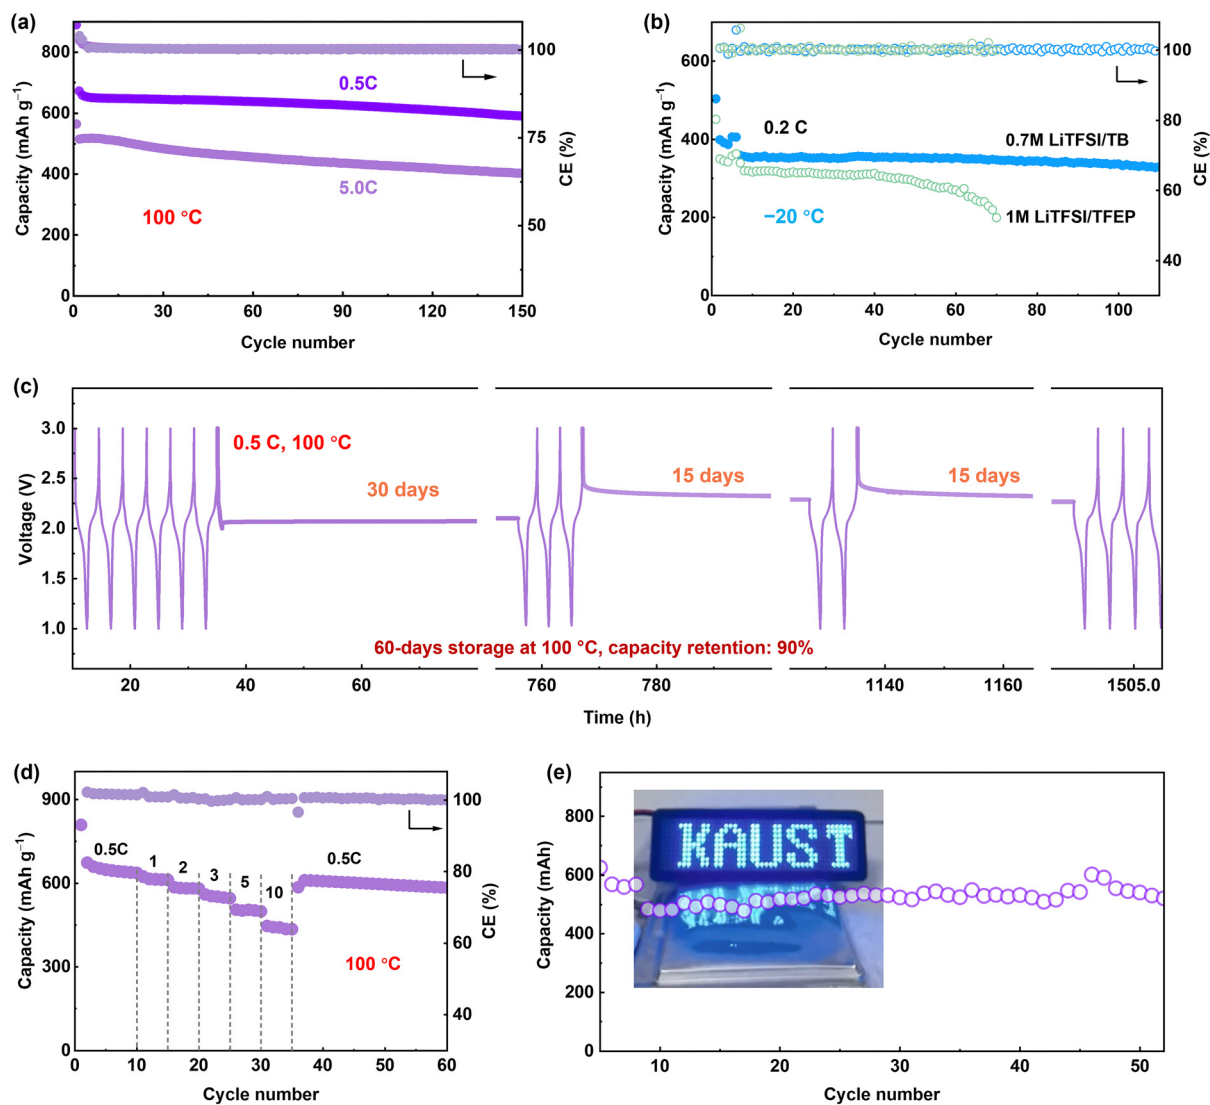 (a)
800
600
400
200
0
0 30 60 90 120 150
100
75
50
Capacity (mAh g⁻¹)
CE (%)
Cycle number
0.5C
5.0C
100 °C
(b)
600
400
200
0
0 20 40 60 80 100
100
80
60
40
Capacity (mAh g⁻¹)
CE (%)
Cycle number
0.2 C
0.7M LiTFSI/TB
−20 °C
1M LiTFSI/TFEP
(c)
3.0
2.5
2.0
1.5
1.0
Voltage (V)
0.5 C, 100 °C
30 days
15 days
15 days
60-days storage at 100 °C, capacity retention: 90%
20 40 60 760 780 1140 1160 1505.0
Time (h)
(d)
900
600
300
0
0 10 20 30 40 50 60
100
80
60
40
Capacity (mAh g⁻¹)
CE (%)
Cycle number
0.5C 1 2 3 5 10 0.5C
100 °C
(e)
800
600
400
200
0
10 20 30 40 50
Capacity (mAh)
Cycle number
KAUST